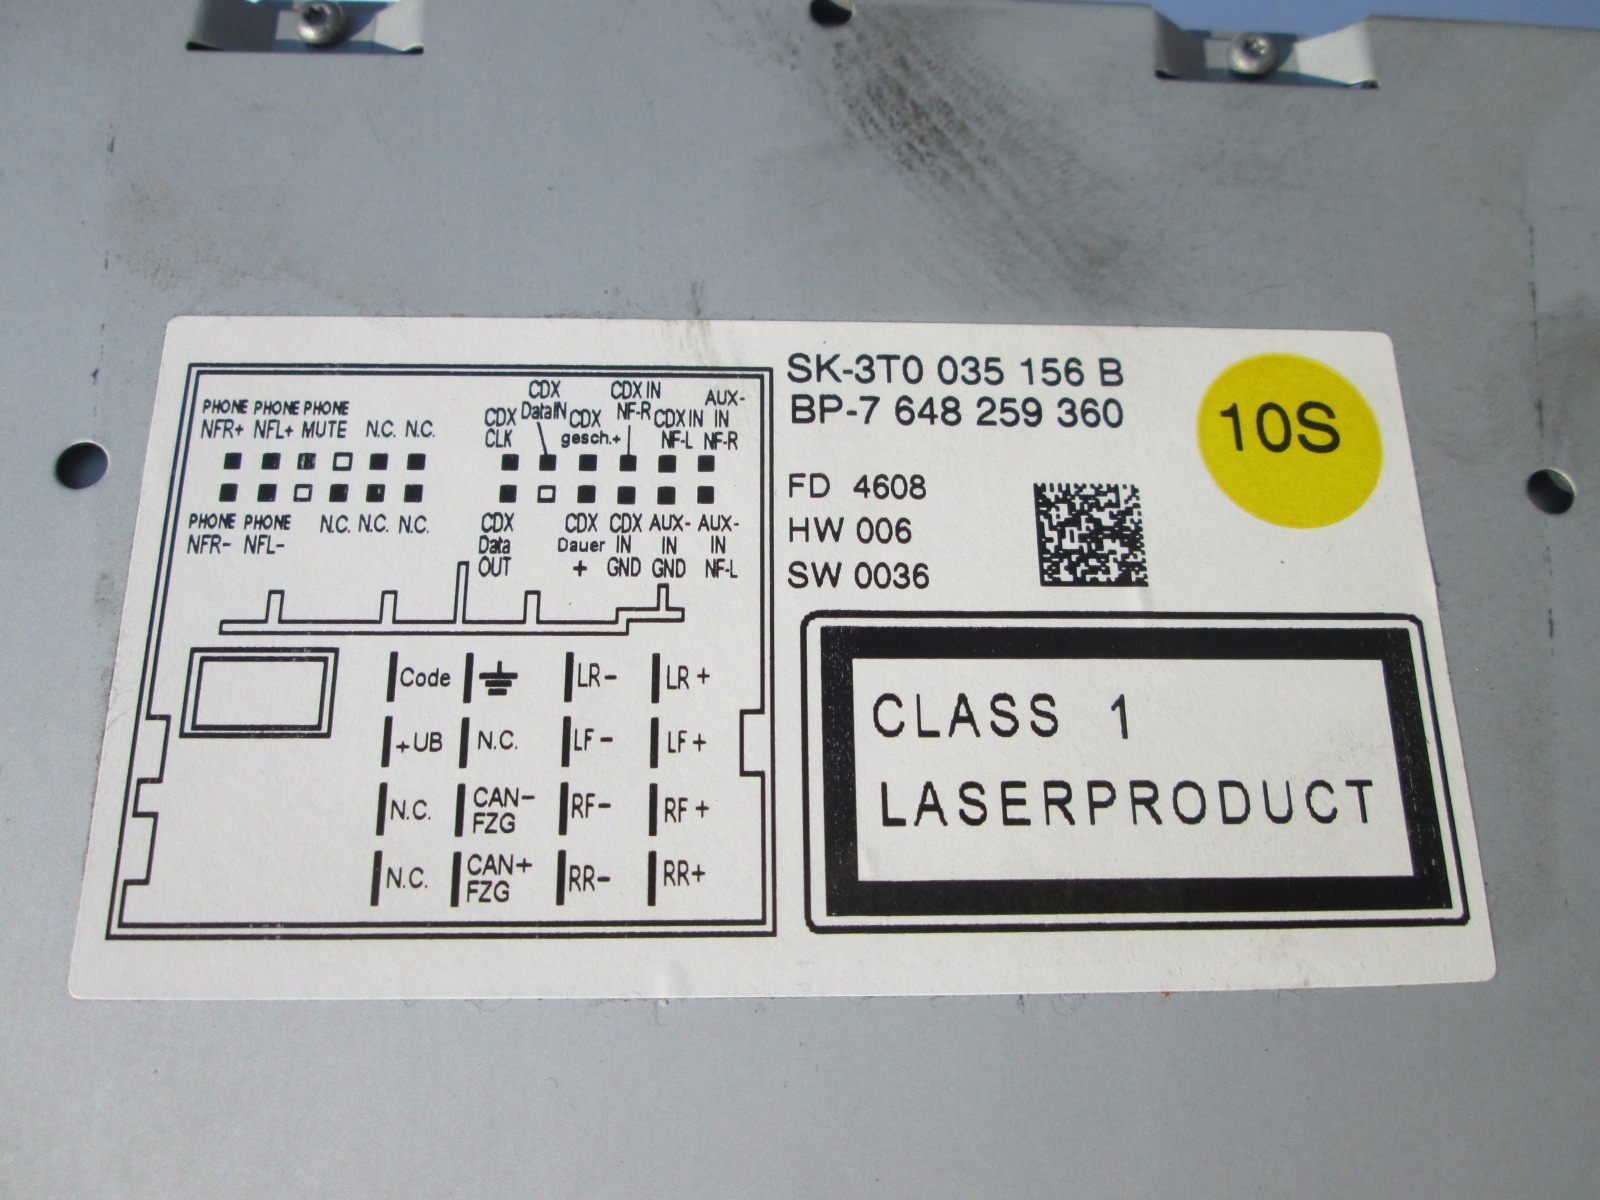 SK-3T0 035 156 B
BP-7 648 259 360
10S
FD 4608
HW 006
SW 0036
CLASS 1
LASERPRODUCT
PHONE PHONE PHONE
NFR+ NFL+ MUTE N.C. N.C.
PHONE PHONE
NFR- NFL- N.C. N.C. N.C.
CDX
CLK
CDX
DataIN
CDX
gesch.+
CDX IN
NF-R
CDX IN
NF-L
AUX-
IN
NF-R
CDX
Data
OUT
CDX
Dauer
+
CDX
IN
GND
AUX-
IN
GND
AUX-
IN
NF-L
Code LR- LR+
+UB N.C. LF- LF+
N.C. CAN- FZG RF- RF+
N.C. CAN+ FZG RR- RR+